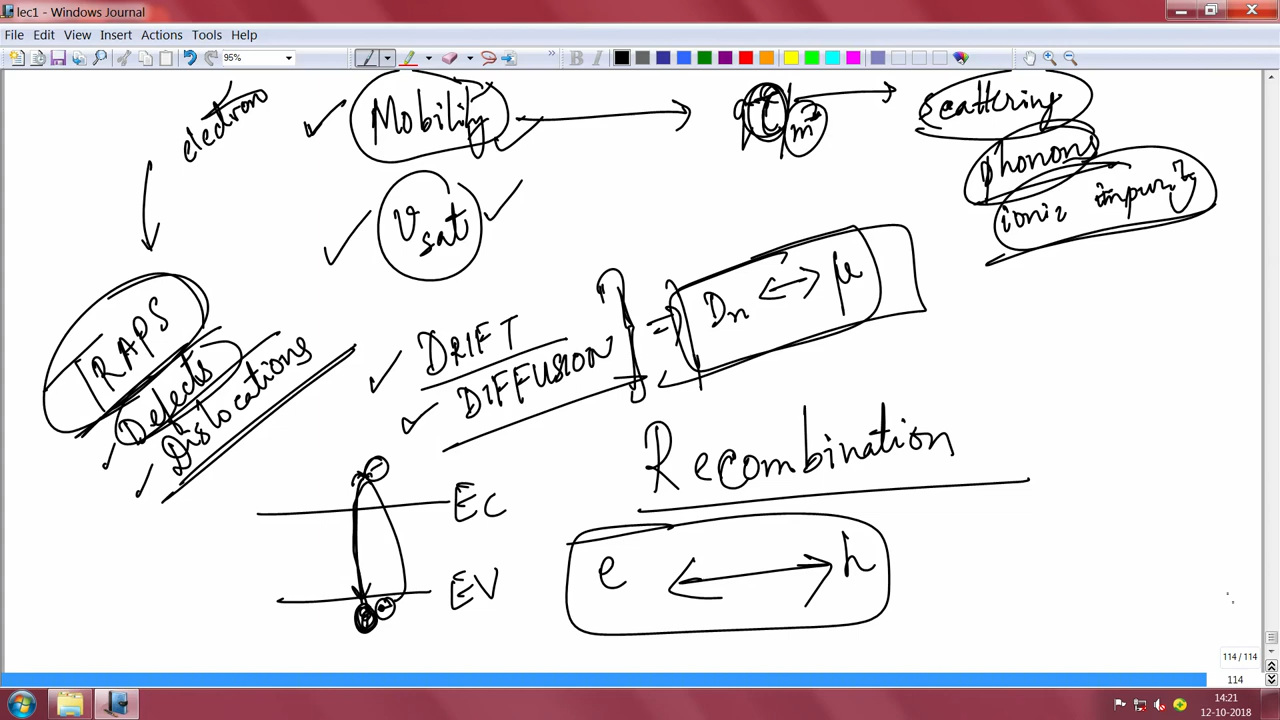 lec1 - Windows Journal
File Edit View Insert Actions Tools Help
95%
electron
Mobility
qτ/m*
scattering
phonons
ioniz impurity
Vsat
TRAPS
Defects
Dislocations
DRIFT
DIFFUSION
Dn ↔ μ
Recombination
EC
EV
e ↔ h
114 / 114
114
14:21
12-10-2018